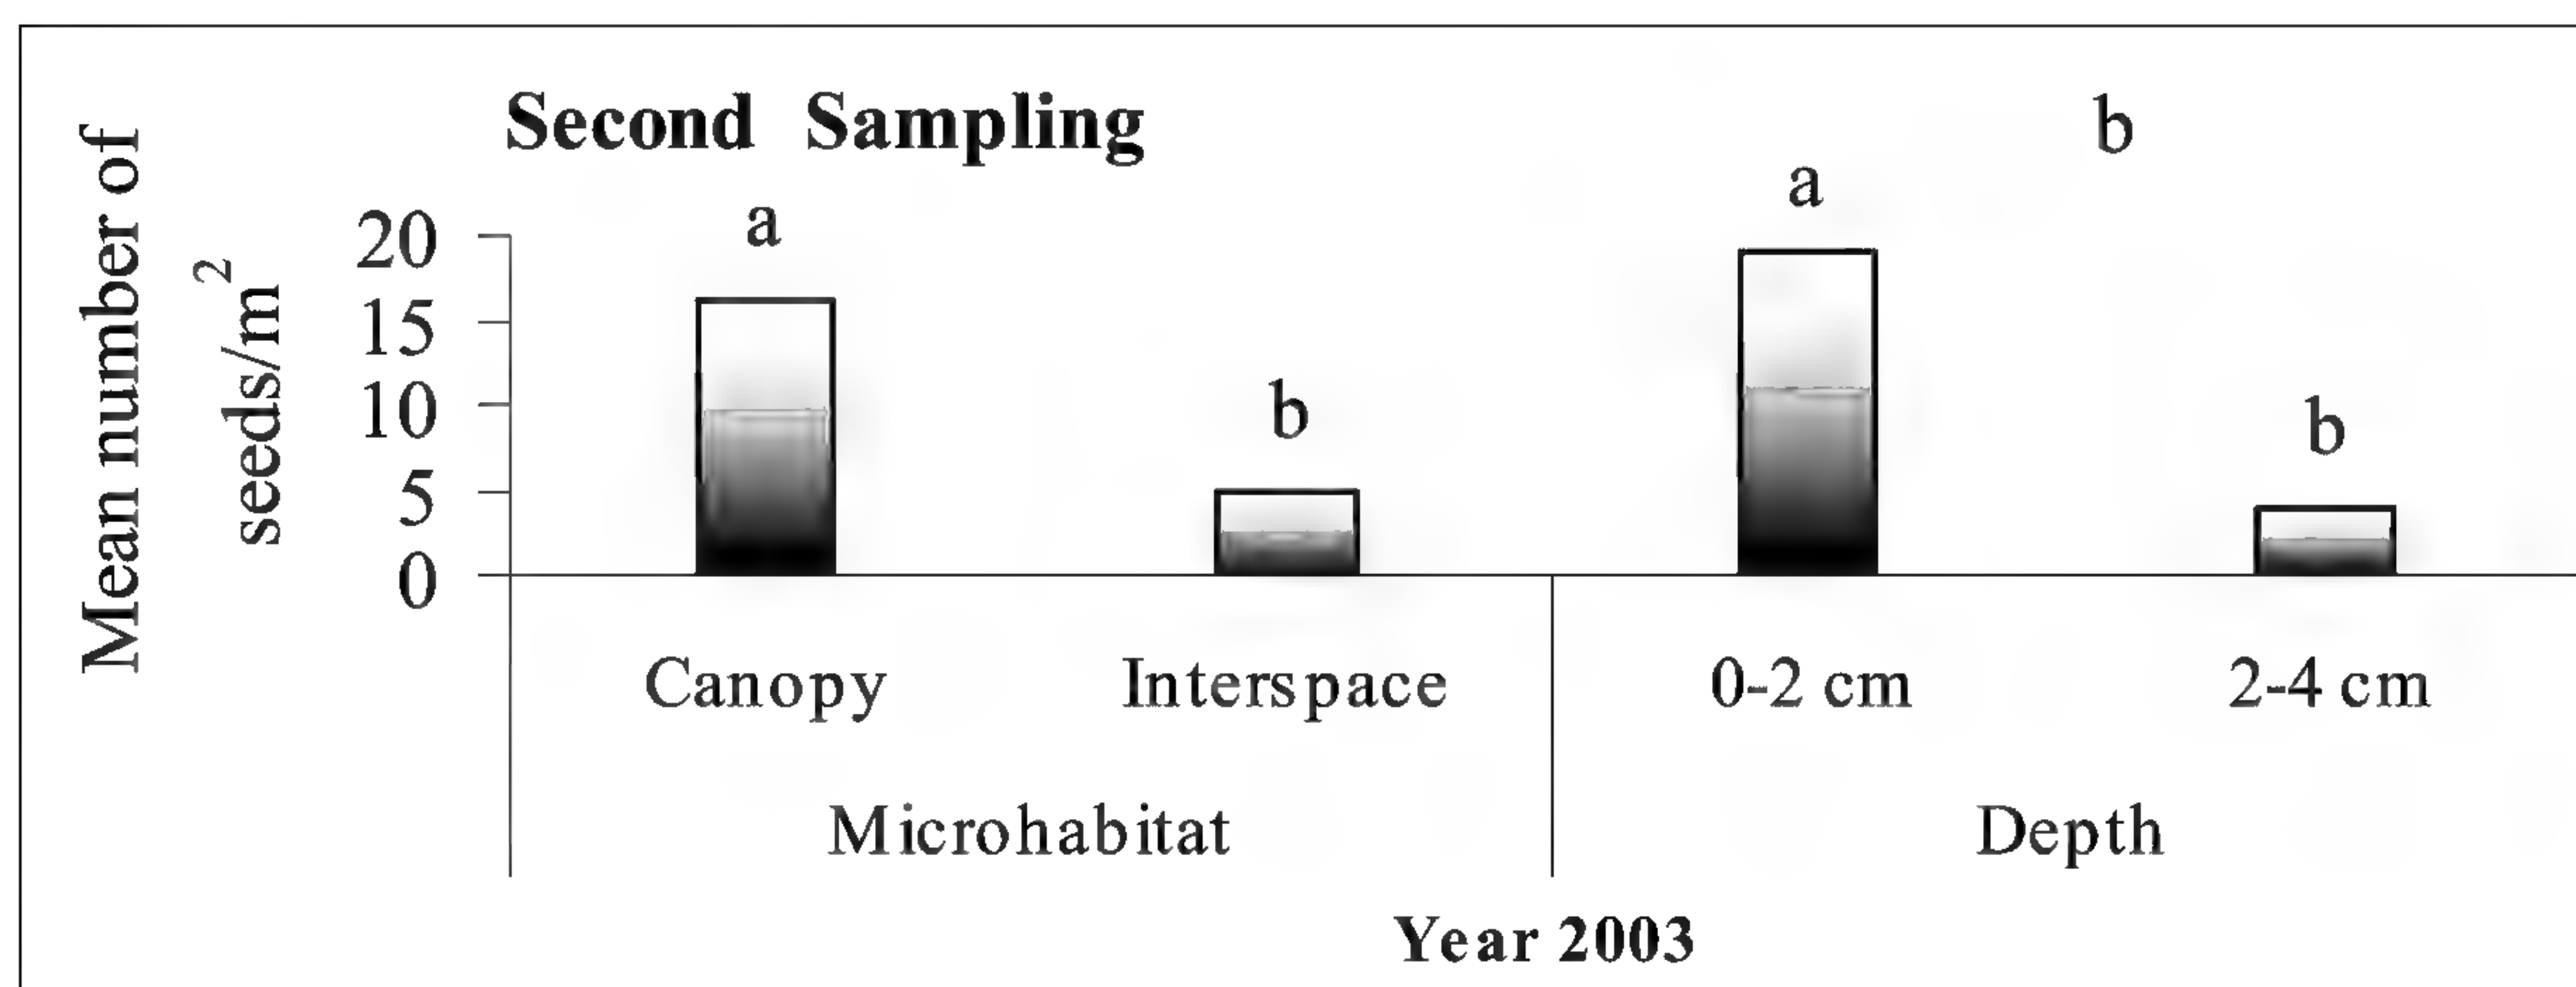 Mean number of
seeds/m²
Second Sampling
b
a
a
20
15
10
5
0
b
b
Canopy Interspace 0-2 cm 2-4 cm
Microhabitat Depth
Year 2003